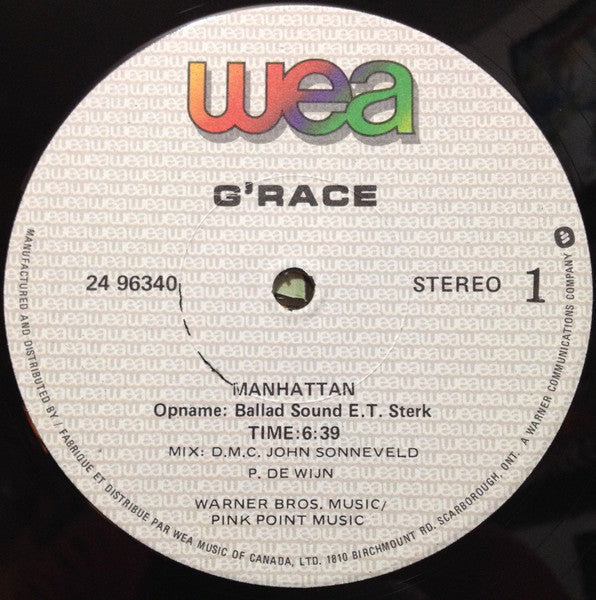 wea
G'RACE
24 96340
STEREO 1
MANHATTAN
Opname: Ballad Sound E.T. Sterk
TIME:6:39
MIX: D.M.C. JOHN SONNEVELD
P. DE WIJN
WARNER BROS. MUSIC/
PINK POINT MUSIC
MANUFACTURED AND DISTRIBUTED BY / FABRIQUE ET DISTRIBUE PAR WEA MUSIC OF CANADA, LTD. 1810 BIRCHMOUNT RD. SCARBOROUGH, ONT. A WARNER COMMUNICATIONS COMPANY